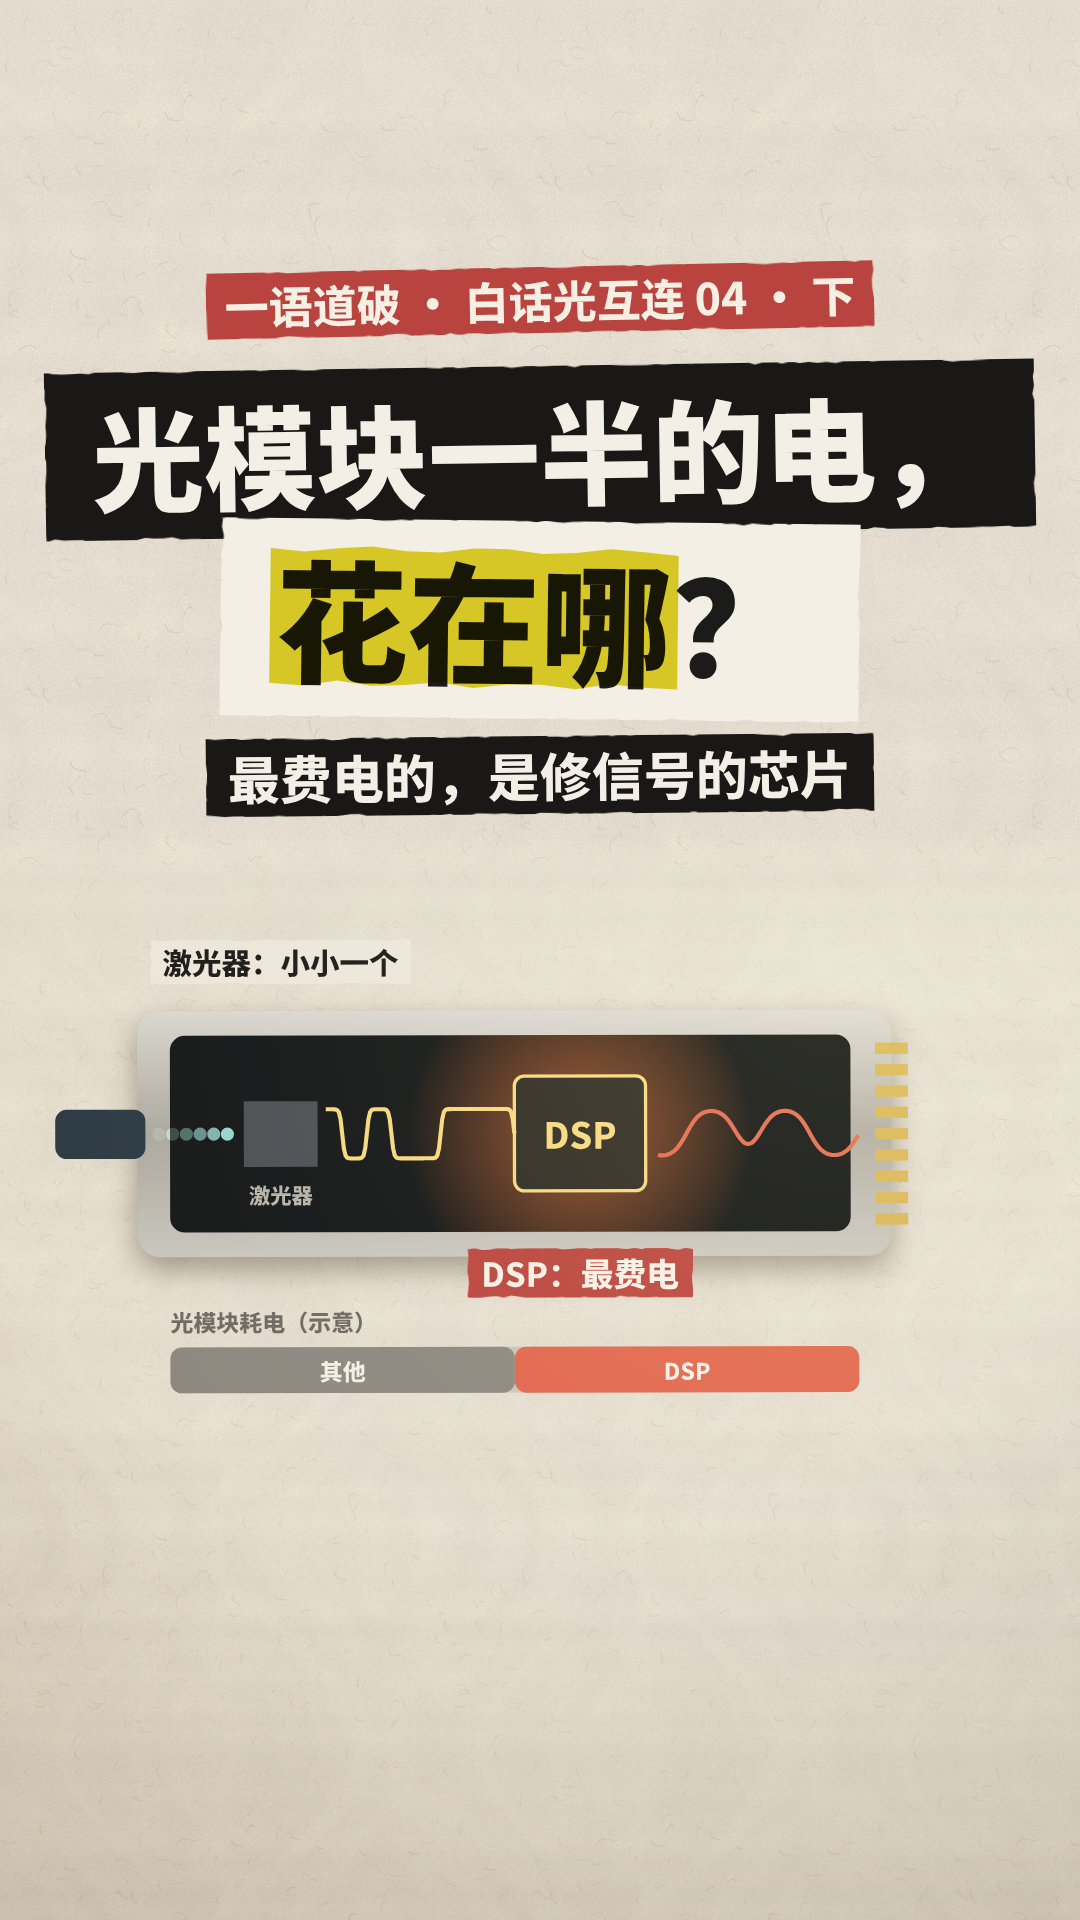 一语道破 · 白话光互连 04 · 下
光模块一半的电，
花在哪？
最费电的，是修信号的芯片
激光器：小小一个
DSP
激光器
DSP：最费电
光模块耗电（示意）
其他
DSP